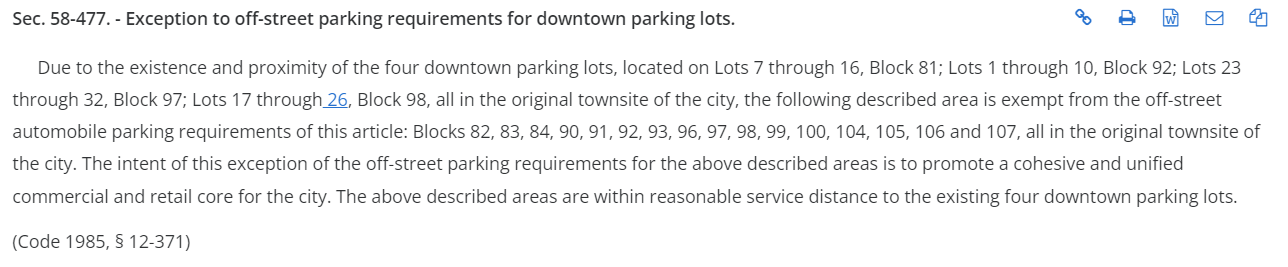 Sec. 58-477. - Exception to off-street parking requirements for downtown parking lots.
Due to the existence and proximity of the four downtown parking lots, located on Lots 7 through 16, Block 81; Lots 1 through 10, Block 92; Lots 23
through 32, Block 97; Lots 17 through 26, Block 98, all in the original townsite of the city, the following described area is exempt from the off-street
automobile parking requirements of this article: Blocks 82, 83, 84, 90, 91, 92, 93, 96, 97, 98, 99, 100, 104, 105, 106 and 107, all in the original townsite of
the city. The intent of this exception of the off-street parking requirements for the above described areas is to promote a cohesive and unified
commercial and retail core for the city. The above described areas are within reasonable service distance to the existing four downtown parking lots.
(Code 1985, § 12-371)